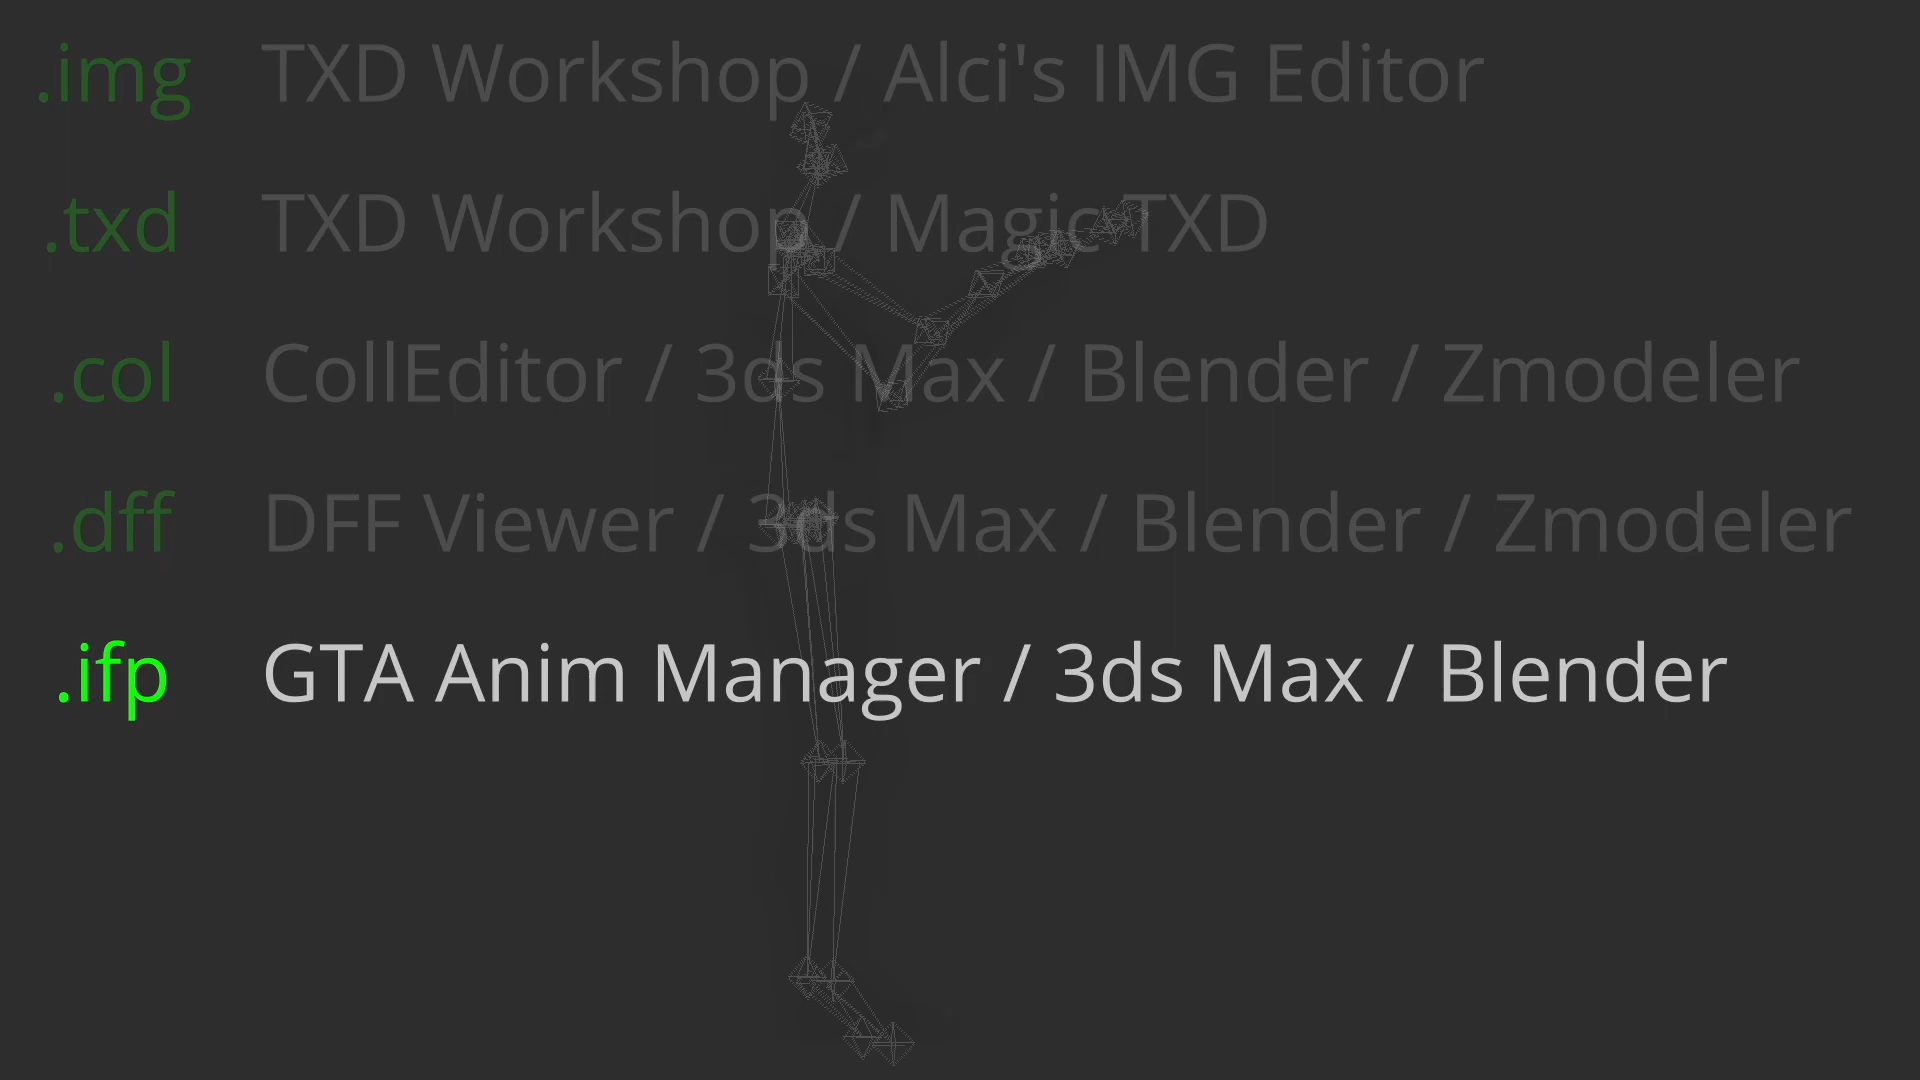 .img TXD Workshop / Alci's IMG Editor
.txd TXD Workshop / Magic TXD
.col CollEditor / 3ds Max / Blender / Zmodeler
.dff DFF Viewer / 3ds Max / Blender / Zmodeler
.ifp GTA Anim Manager / 3ds Max / Blender